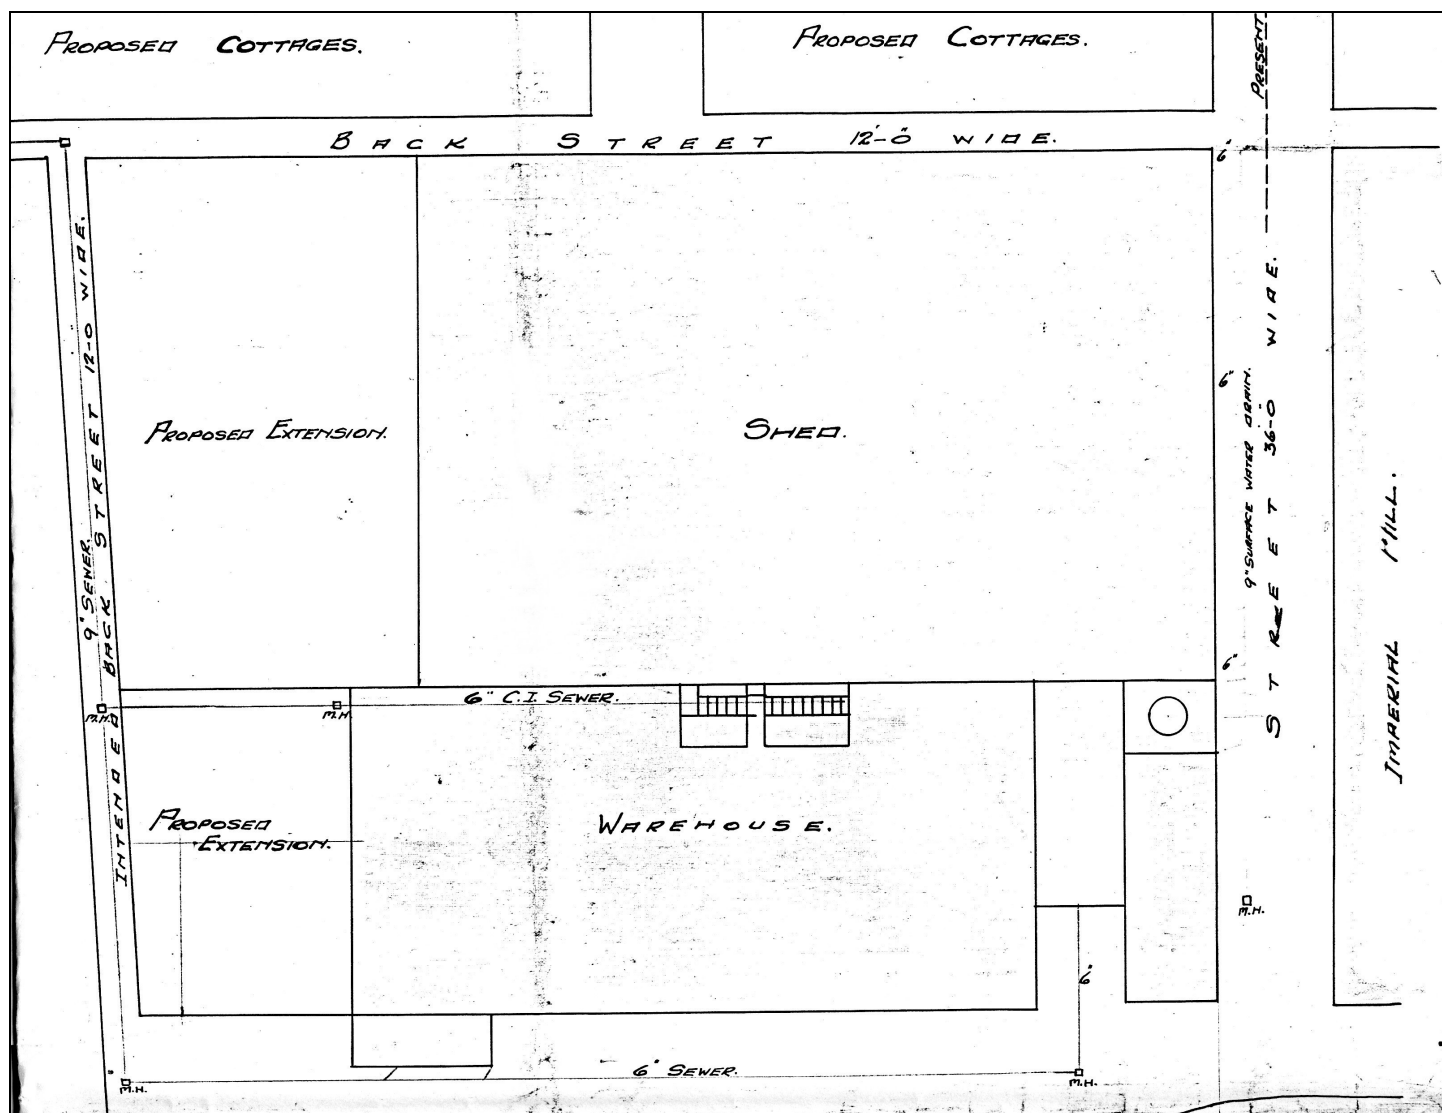 PROPOSED COTTAGES.
PROPOSED COTTAGES.
PRESENT
BACK STREET 12'-0" WIDE.
6"
INTENDED BACK STREET 12-0 WIDE.
9" SEWER.
PROPOSED EXTENSION.
SHED.
6"
9" SURFACE WATER DRAIN.
STREET 36-0 WIDE.
IMPERIAL MILL.
6"
6" C.I. SEWER.
M.H.
M.H.
PROPOSED
EXTENSION.
WAREHOUSE.
M.H.
6"
6" SEWER.
M.H.
M.H.